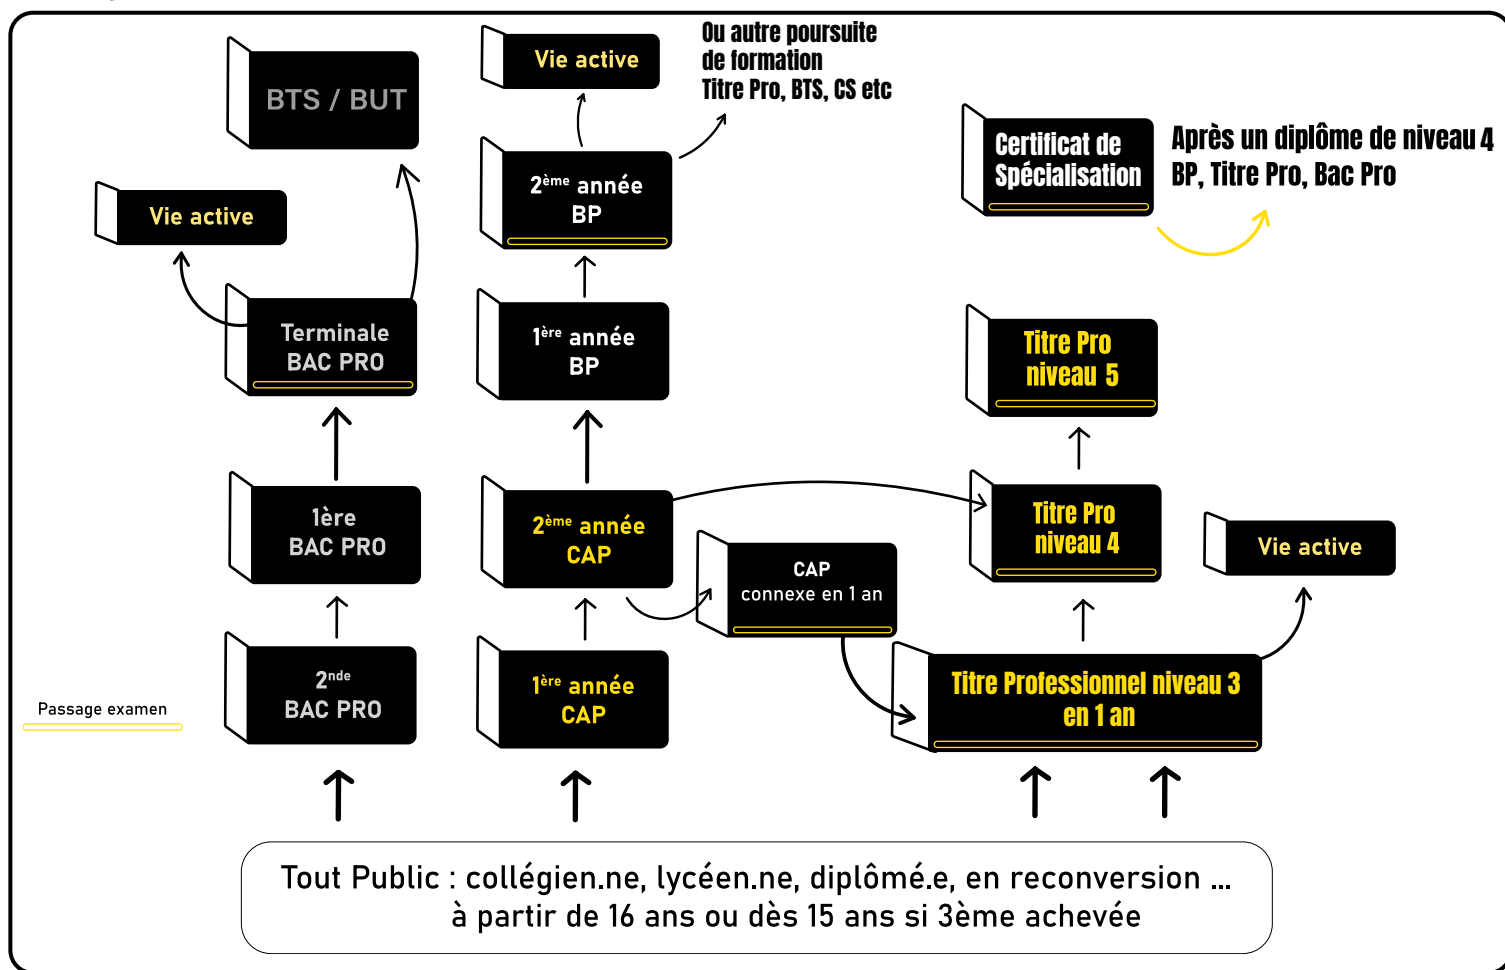 Ou autre poursuite
de formation
Titre Pro, BTS, CS etc
Vie active
BTS / BUT
Certificat de
Spécialisation
Après un diplôme de niveau 4
BP, Titre Pro, Bac Pro
2ème année
BP
Vie active
Terminale
BAC PRO
1ère année
BP
Titre Pro
niveau 5
1ère
BAC PRO
2ème année
CAP
Titre Pro
niveau 4
Vie active
CAP
connexe en 1 an
2nde
BAC PRO
1ère année
CAP
Titre Professionnel niveau 3
en 1 an
Passage examen
Tout Public : collégien.ne, lycéen.ne, diplômé.e, en reconversion ...
à partir de 16 ans ou dès 15 ans si 3ème achevée